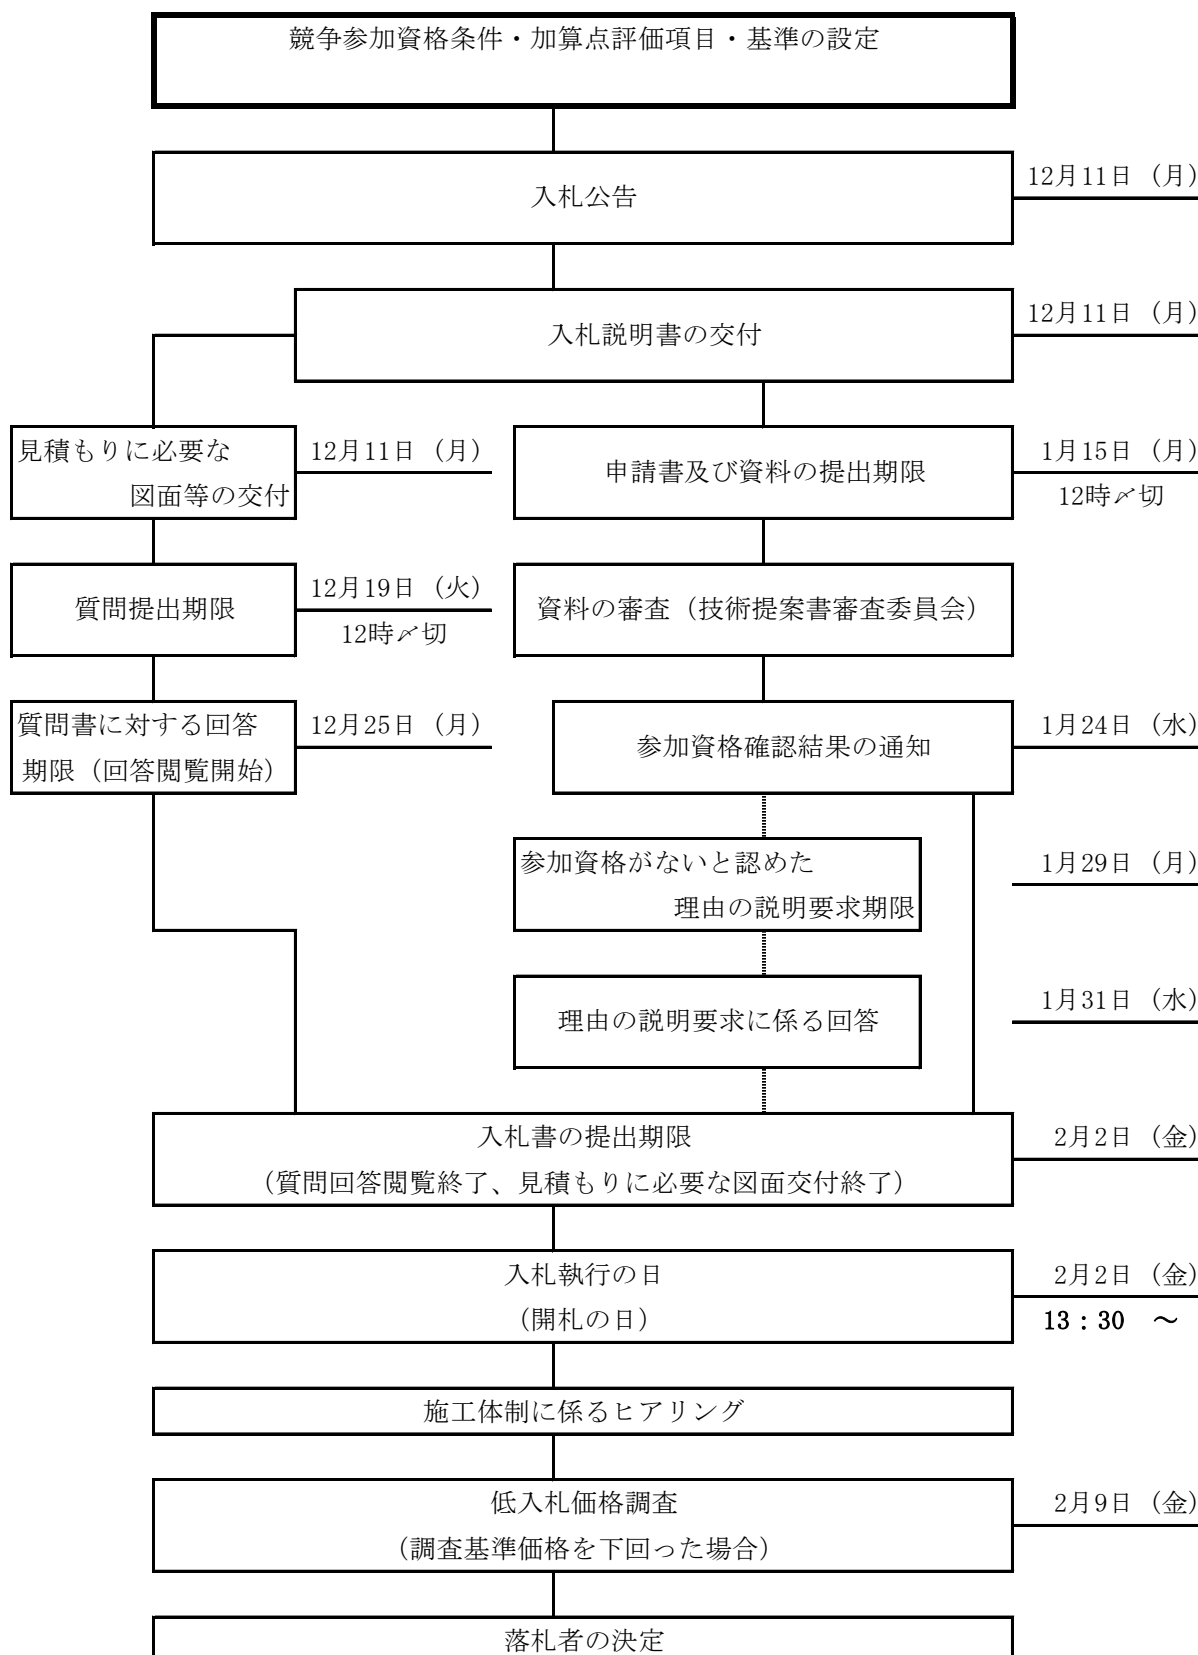 競争参加資格条件・加算点評価項目・基準の設定
入札公告
12月11日（月）
入札説明書の交付
12月11日（月）
見積もりに必要な
図面等の交付
12月11日（月）
申請書及び資料の提出期限
1月15日（月）
12時〆切
質問提出期限
12月19日（火）
12時〆切
資料の審査（技術提案書審査委員会）
質問書に対する回答
期限（回答閲覧開始）
12月25日（月）
参加資格確認結果の通知
1月24日（水）
参加資格がないと認めた
理由の説明要求期限
1月29日（月）
理由の説明要求に係る回答
1月31日（水）
入札書の提出期限
（質問回答閲覧終了、見積もりに必要な図面交付終了）
2月2日（金）
入札執行の日
（開札の日）
2月2日（金）
13：30　～
施工体制に係るヒアリング
低入札価格調査
（調査基準価格を下回った場合）
2月9日（金）
落札者の決定